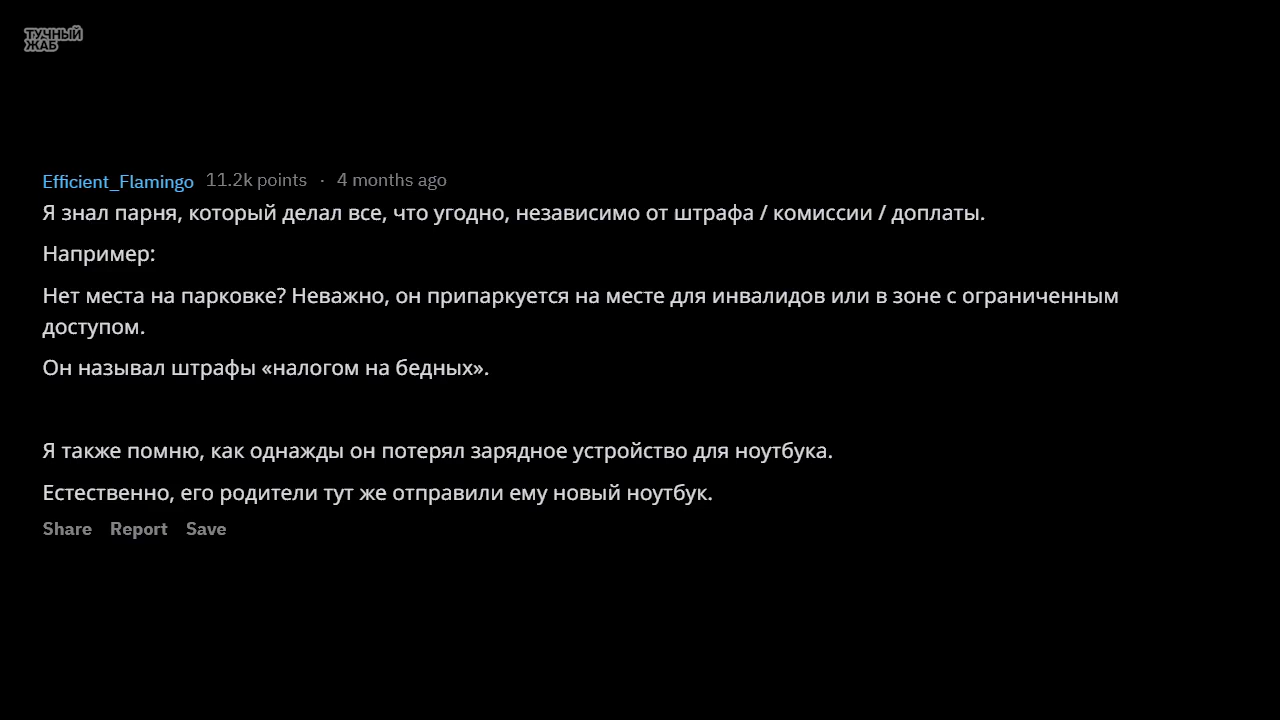 ТУЧНЫЙ
ЖАБ
Efficient_Flamingo 11.2k points · 4 months ago
Я знал парня, который делал все, что угодно, независимо от штрафа / комиссии / доплаты.
Например:
Нет места на парковке? Неважно, он припаркуется на месте для инвалидов или в зоне с ограниченным
доступом.
Он называл штрафы «налогом на бедных».
Я также помню, как однажды он потерял зарядное устройство для ноутбука.
Естественно, его родители тут же отправили ему новый ноутбук.
Share Report Save